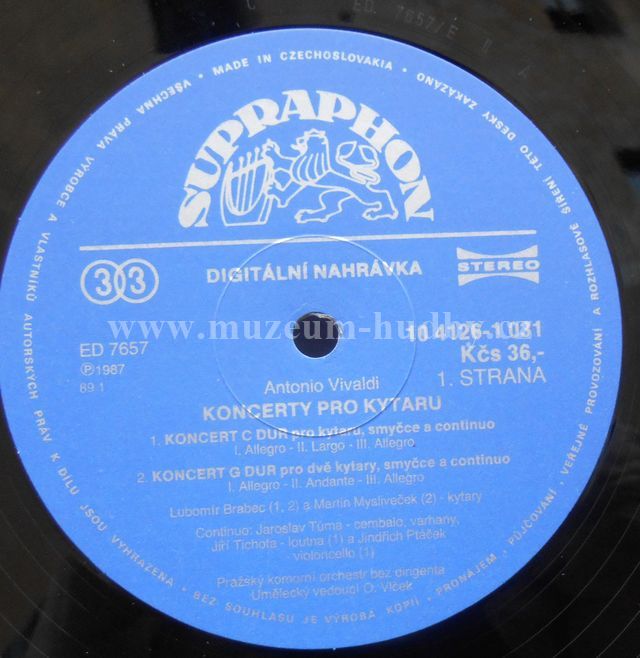 ED 7657/E II 4
VŠECHNA PRÁVA VÝROBCE A VLASTNÍKŮ AUTORSKÝCH PRÁV K DÍLU JSOU VYHRAZENA • BEZ SOUHLASU JE VÝROBA KOPIÍ, PRONÁJEM, PŮJČOVÁNÍ, VEŘEJNÉ PROVOZOVÁNÍ A ROZHLASOVÉ ŠÍŘENÍ TÉTO DESKY ZAKÁZÁNO • MADE IN CZECHOSLOVAKIA •
SUPRAPHON
33
DIGITÁLNÍ NAHRÁVKA
STEREO
www.muzeum-hudby.cz
ED 7657
10 4126-1 031
Kčs 36,-
Ⓟ1987
89 1
1. STRANA
Antonio Vivaldi
KONCERTY PRO KYTARU
1. KONCERT C DUR pro kytaru, smyčce a continuo
I. Allegro - II. Largo - III. Allegro
2. KONCERT G DUR pro dvě kytary, smyčce a continuo
I. Allegro - II. Andante - III. Allegro
Lubomír Brabec (1, 2) a Martin Mysliveček (2) - kytary
Continuo: Jaroslav Tůma - cembalo, varhany,
Jiří Tichota - loutna (1) a Jindřich Ptáček
violoncello (1)
Pražský komorní orchestr bez dirigenta
Umělecký vedoucí O. Vlček